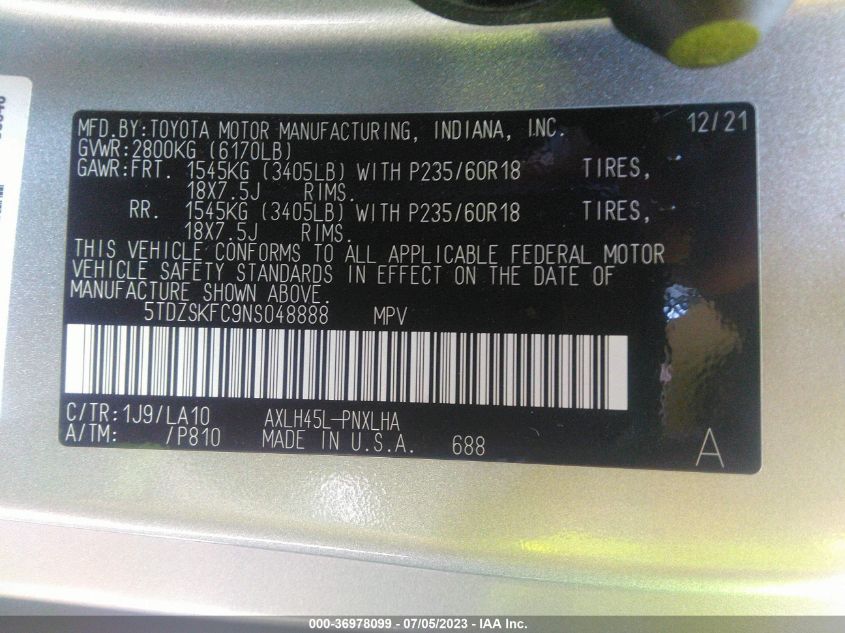 MFD.BY:TOYOTA MOTOR MANUFACTURING, INDIANA, INC. 12/21
GVWR:2800KG (6170LB)
GAWR:FRT. 1545KG (3405LB) WITH P235/60R18 TIRES,
18X7.5J RIMS.
RR. 1545KG (3405LB) WITH P235/60R18 TIRES,
18X7.5J RIMS.
THIS VEHICLE CONFORMS TO ALL APPLICABLE FEDERAL MOTOR
VEHICLE SAFETY STANDARDS IN EFFECT ON THE DATE OF
MANUFACTURE SHOWN ABOVE.
5TDZSKFC9NS048888 MPV
C/TR:1J9/LA10 AXLH45L-PNXLHA
A/TM: /P810 MADE IN U.S.A. 688
A
000-36978099 - 07/05/2023 - IAA Inc.